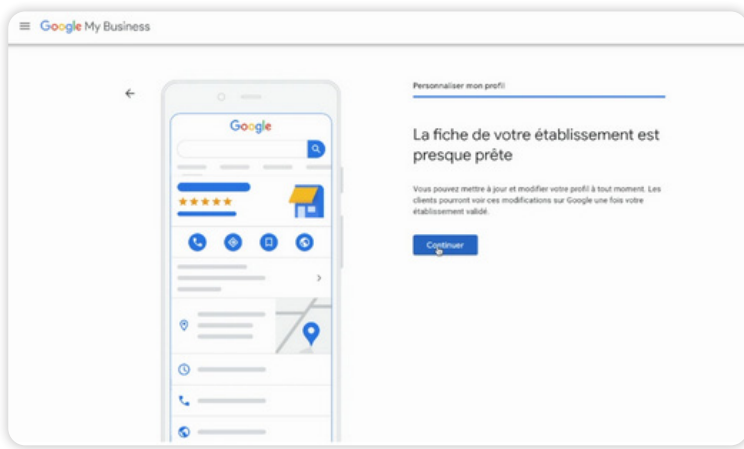 Google My Business
Personnaliser mon profil
Google
La fiche de votre établissement est
presque prête
Vous pouvez mettre à jour et modifier votre profil à tout moment. Les
clients pourront voir ces modifications sur Google une fois votre
établissement validé.
Continuer